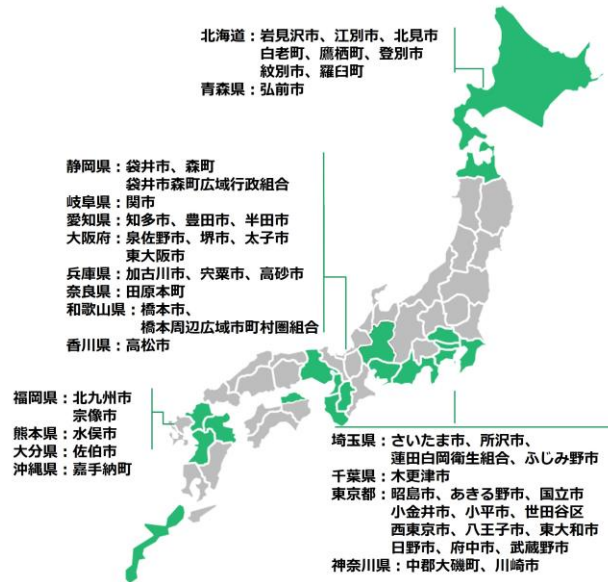 北海道：岩見沢市、江別市、北見市
白老町、鷹栖町、登別市
紋別市、羅臼町
青森県：弘前市
静岡県：袋井市、森町
袋井市森町広域行政組合
岐阜県：関市
愛知県：知多市、豊田市、半田市
大阪府：泉佐野市、堺市、太子市
東大阪市
兵庫県：加古川市、宍粟市、高砂市
奈良県：田原本町
和歌山県：橋本市、
橋本周辺広域市町村圏組合
香川県：高松市
福岡県：北九州市
宗像市
熊本県：水俣市
大分県：佐伯市
沖縄県：嘉手納町
埼玉県：さいたま市、所沢市、
蓮田白岡衛生組合、ふじみ野市
千葉県：木更津市
東京都：昭島市、あきる野市、国立市
小金井市、小平市、世田谷区
西東京市、八王子市、東大和市
日野市、府中市、武蔵野市
神奈川県：中郡大磯町、川崎市